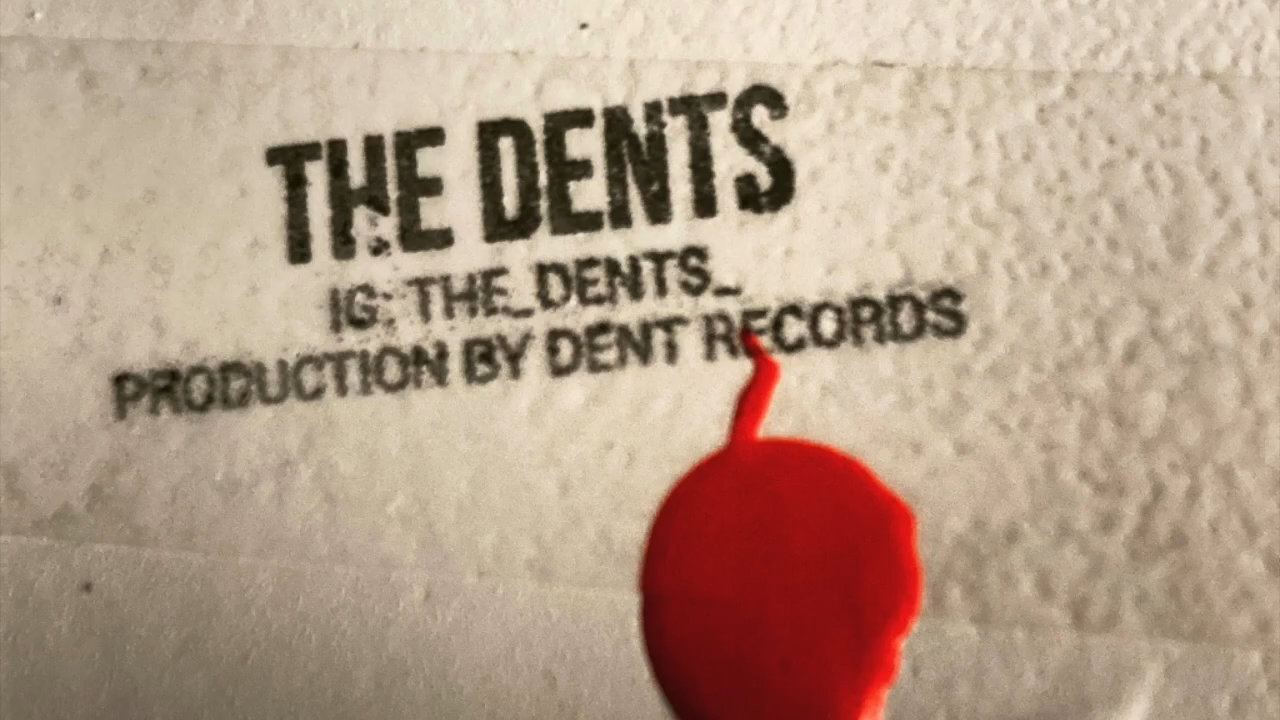 THE DENTS
IG: THE_DENTS_
PRODUCTION BY DENT RECORDS